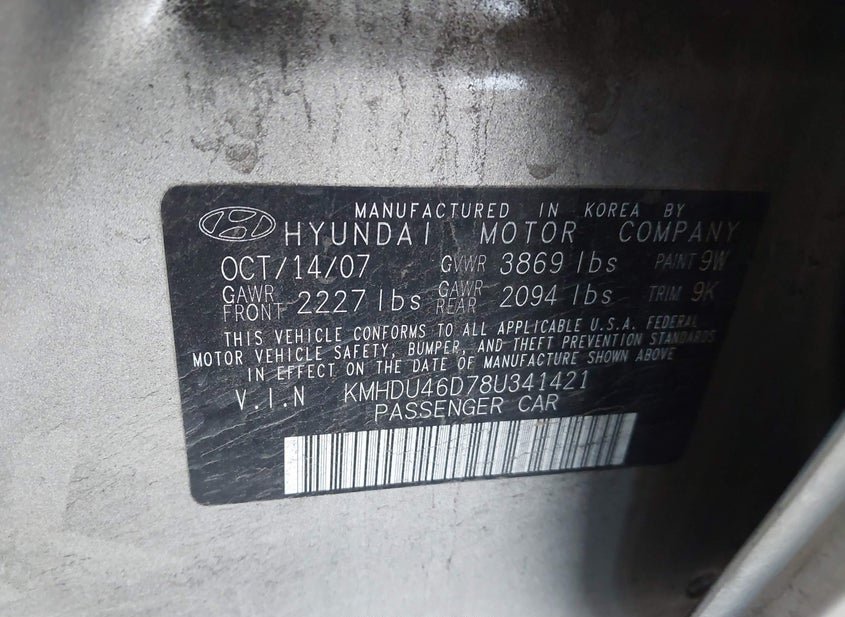 MANUFACTURED IN KOREA BY
HYUNDAI MOTOR COMPANY
OCT/14/07 GVWR 3869 lbs PAINT 9W
GAWR FRONT 2227 lbs GAWR REAR 2094 lbs TRIM 9K
THIS VEHICLE CONFORMS TO ALL APPLICABLE U.S.A. FEDERAL
MOTOR VEHICLE SAFETY, BUMPER, AND THEFT PREVENTION STANDARDS
IN EFFECT ON THE DATE OF MANUFACTURE SHOWN ABOVE
V.I.N KMHDU46D78U341421
PASSENGER CAR